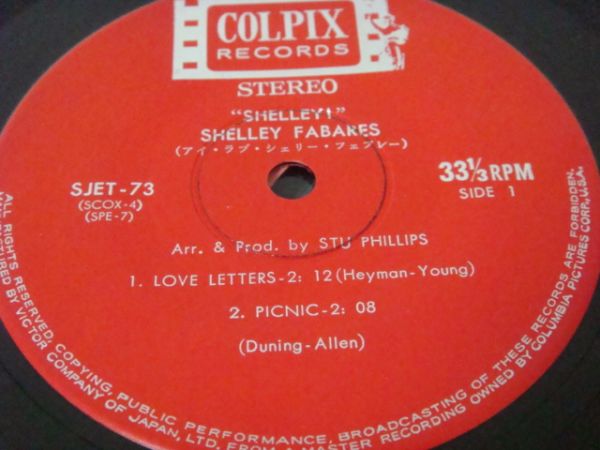 COLPIX
RECORDS
STEREO
"SHELLEY!"
SHELLEY FABARES
(アイ・ラブ・シェリー・フェブレー)
SJET-73
(SCOX-4)
(SPE-7)
33⅓ RPM
SIDE 1
Arr. & Prod. by STU PHILLIPS
1. LOVE LETTERS-2: 12 (Heyman-Young)
2. PICNIC-2: 08
(Duning-Allen)
ALL RIGHTS RESERVED, COPYING, PUBLIC PERFORMANCE, BROADCASTING OF THESE RECORDS ARE FORBIDDEN.
BY VICTOR COMPANY OF JAPAN, LTD. FROM A MASTER RECORDING OWNED BY COLUMBIA PICTURES CORP., U.S.A.